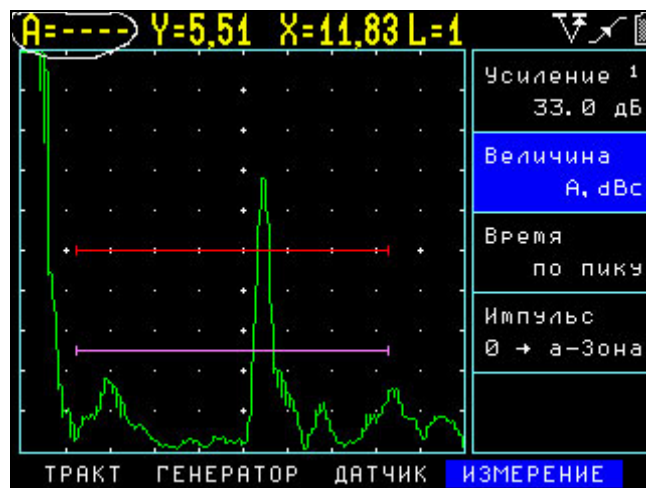 A=---- Y=5,51 X=11,83 L=1
Усиление 1
33.0 дБ
Величина
А, dBc
Время
по пику
Импульс
0 → а-Зона
ТРАКТ ГЕНЕРАТОР ДАТЧИК ИЗМЕРЕНИЕ